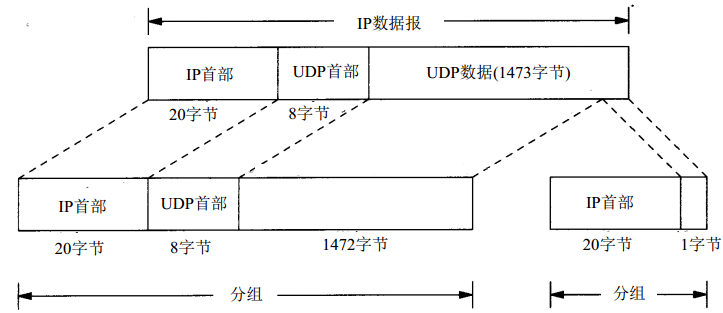 IP数据报
IP首部 UDP首部 UDP数据(1473字节)
20字节 8字节
IP首部 UDP首部 IP首部
20字节 8字节 1472字节 20字节 1字节
分组 分组